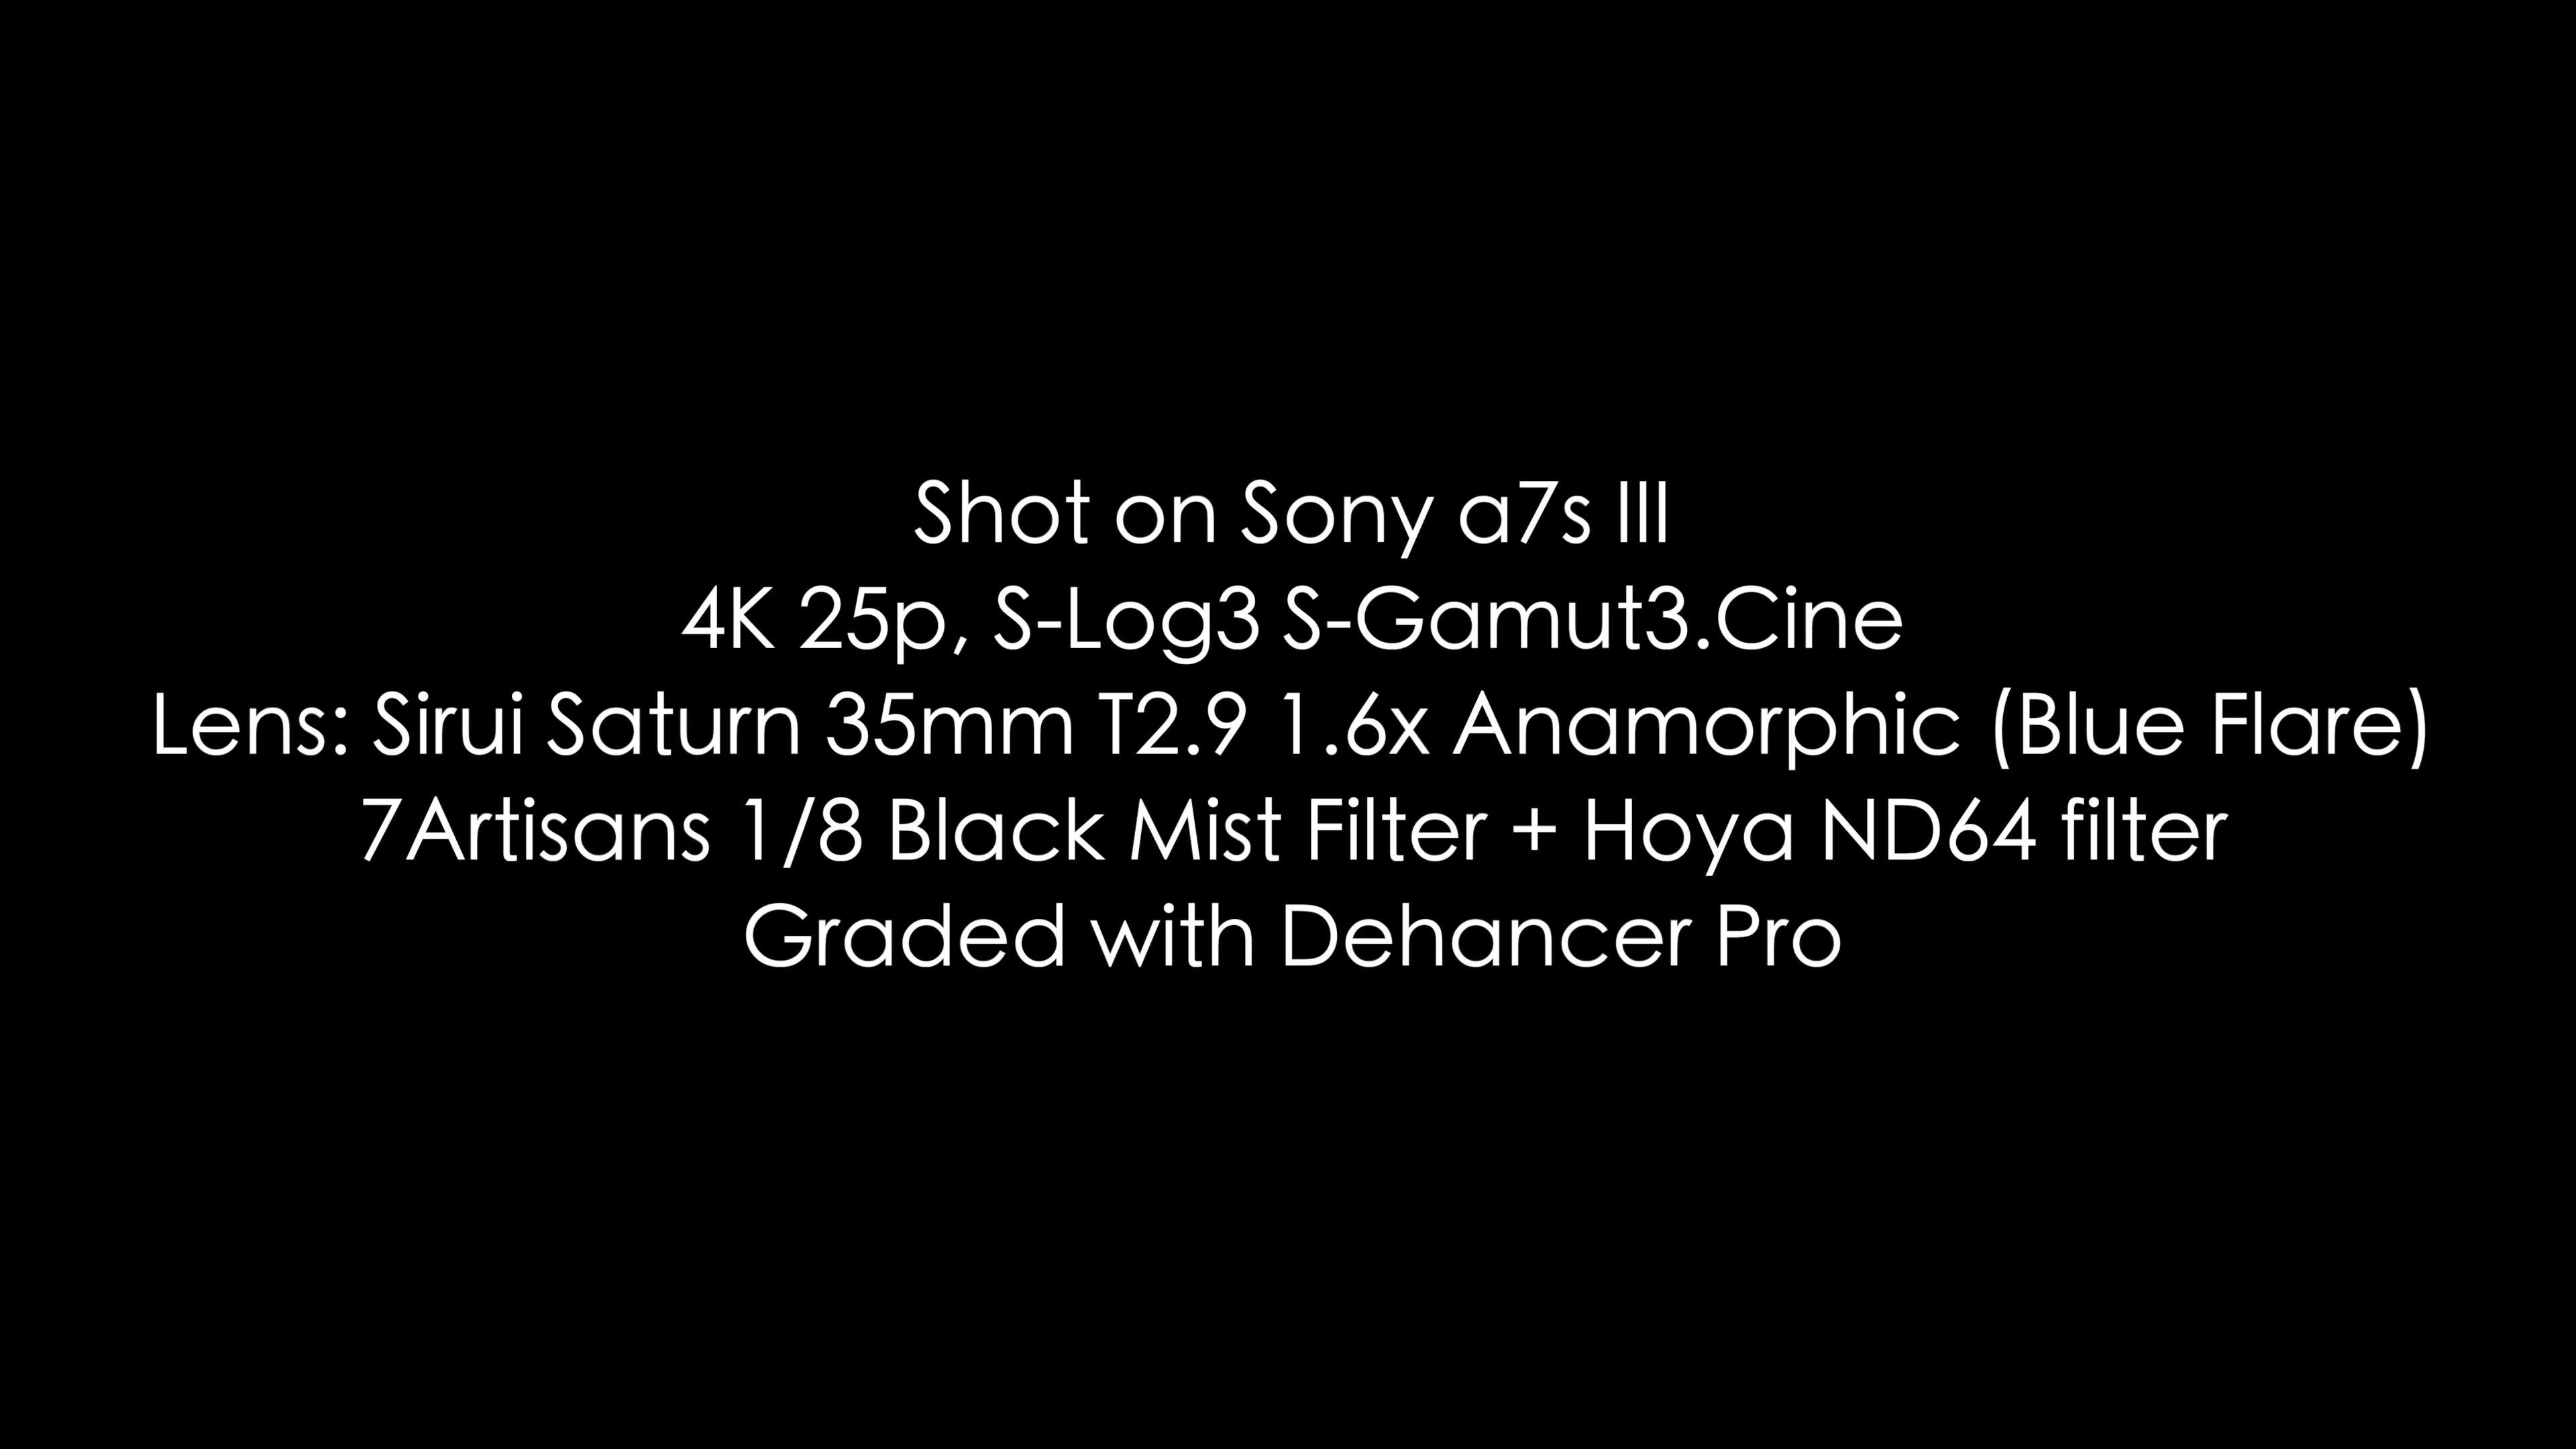 Shot on Sony a7s III
4K 25p, S-Log3 S-Gamut3.Cine
Lens: Sirui Saturn 35mm T2.9 1.6x Anamorphic (Blue Flare)
7Artisans 1/8 Black Mist Filter + Hoya ND64 filter
Graded with Dehancer Pro